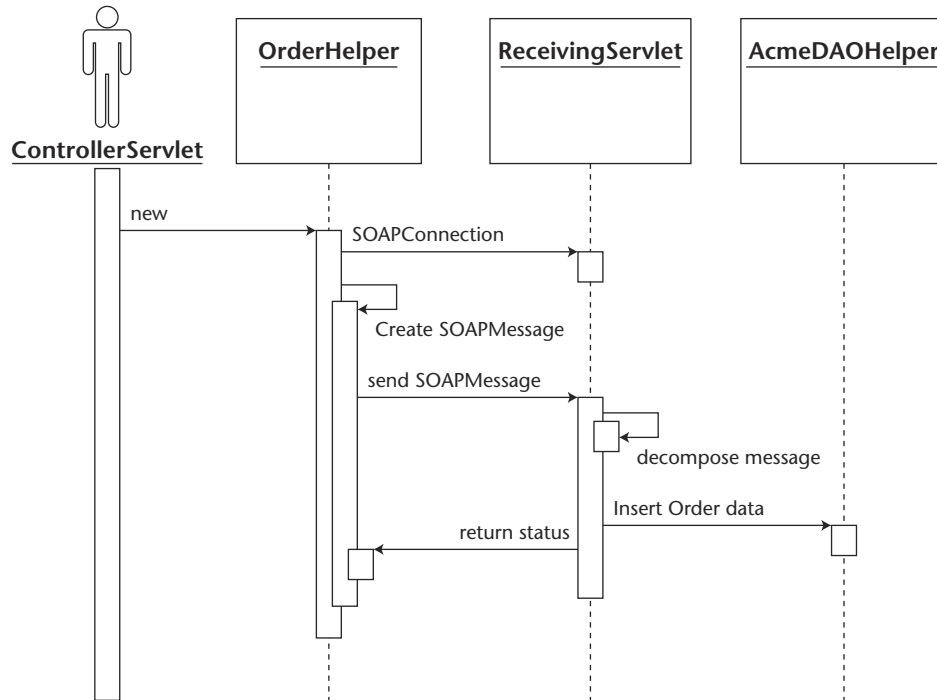 OrderHelper
ReceivingServlet
AcmeDAOHelper
ControllerServlet
new
SOAPConnection
Create SOAPMessage
send SOAPMessage
decompose message
Insert Order data
return status